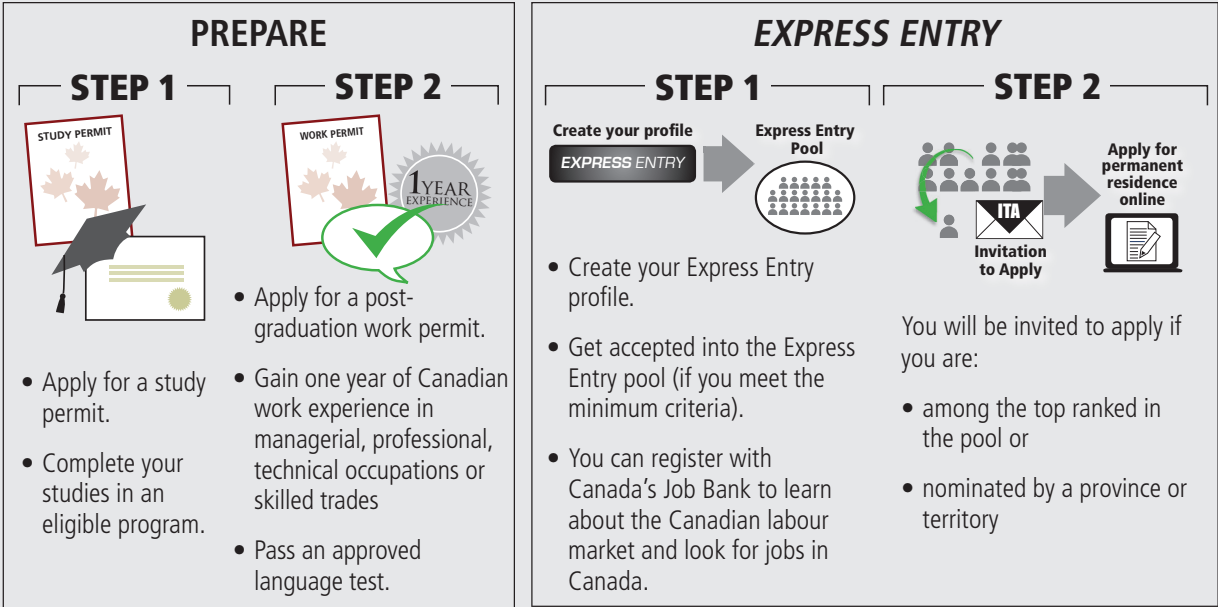 PREPARE
STEP 1
STUDY PERMIT
• Apply for a study
permit.
• Complete your
studies in an
eligible program.
STEP 2
WORK PERMIT
1 YEAR
EXPERIENCE
• Apply for a post-
graduation work permit.
• Gain one year of Canadian
work experience in
managerial, professional,
technical occupations or
skilled trades
• Pass an approved
language test.
EXPRESS ENTRY
STEP 1
Create your profile
EXPRESS ENTRY
Express Entry
Pool
• Create your Express Entry
profile.
• Get accepted into the Express
Entry pool (if you meet the
minimum criteria).
• You can register with
Canada's Job Bank to learn
about the Canadian labour
market and look for jobs in
Canada.
STEP 2
ITA
Invitation
to Apply
Apply for
permanent
residence
online
You will be invited to apply if
you are:
• among the top ranked in
the pool or
• nominated by a province or
territory